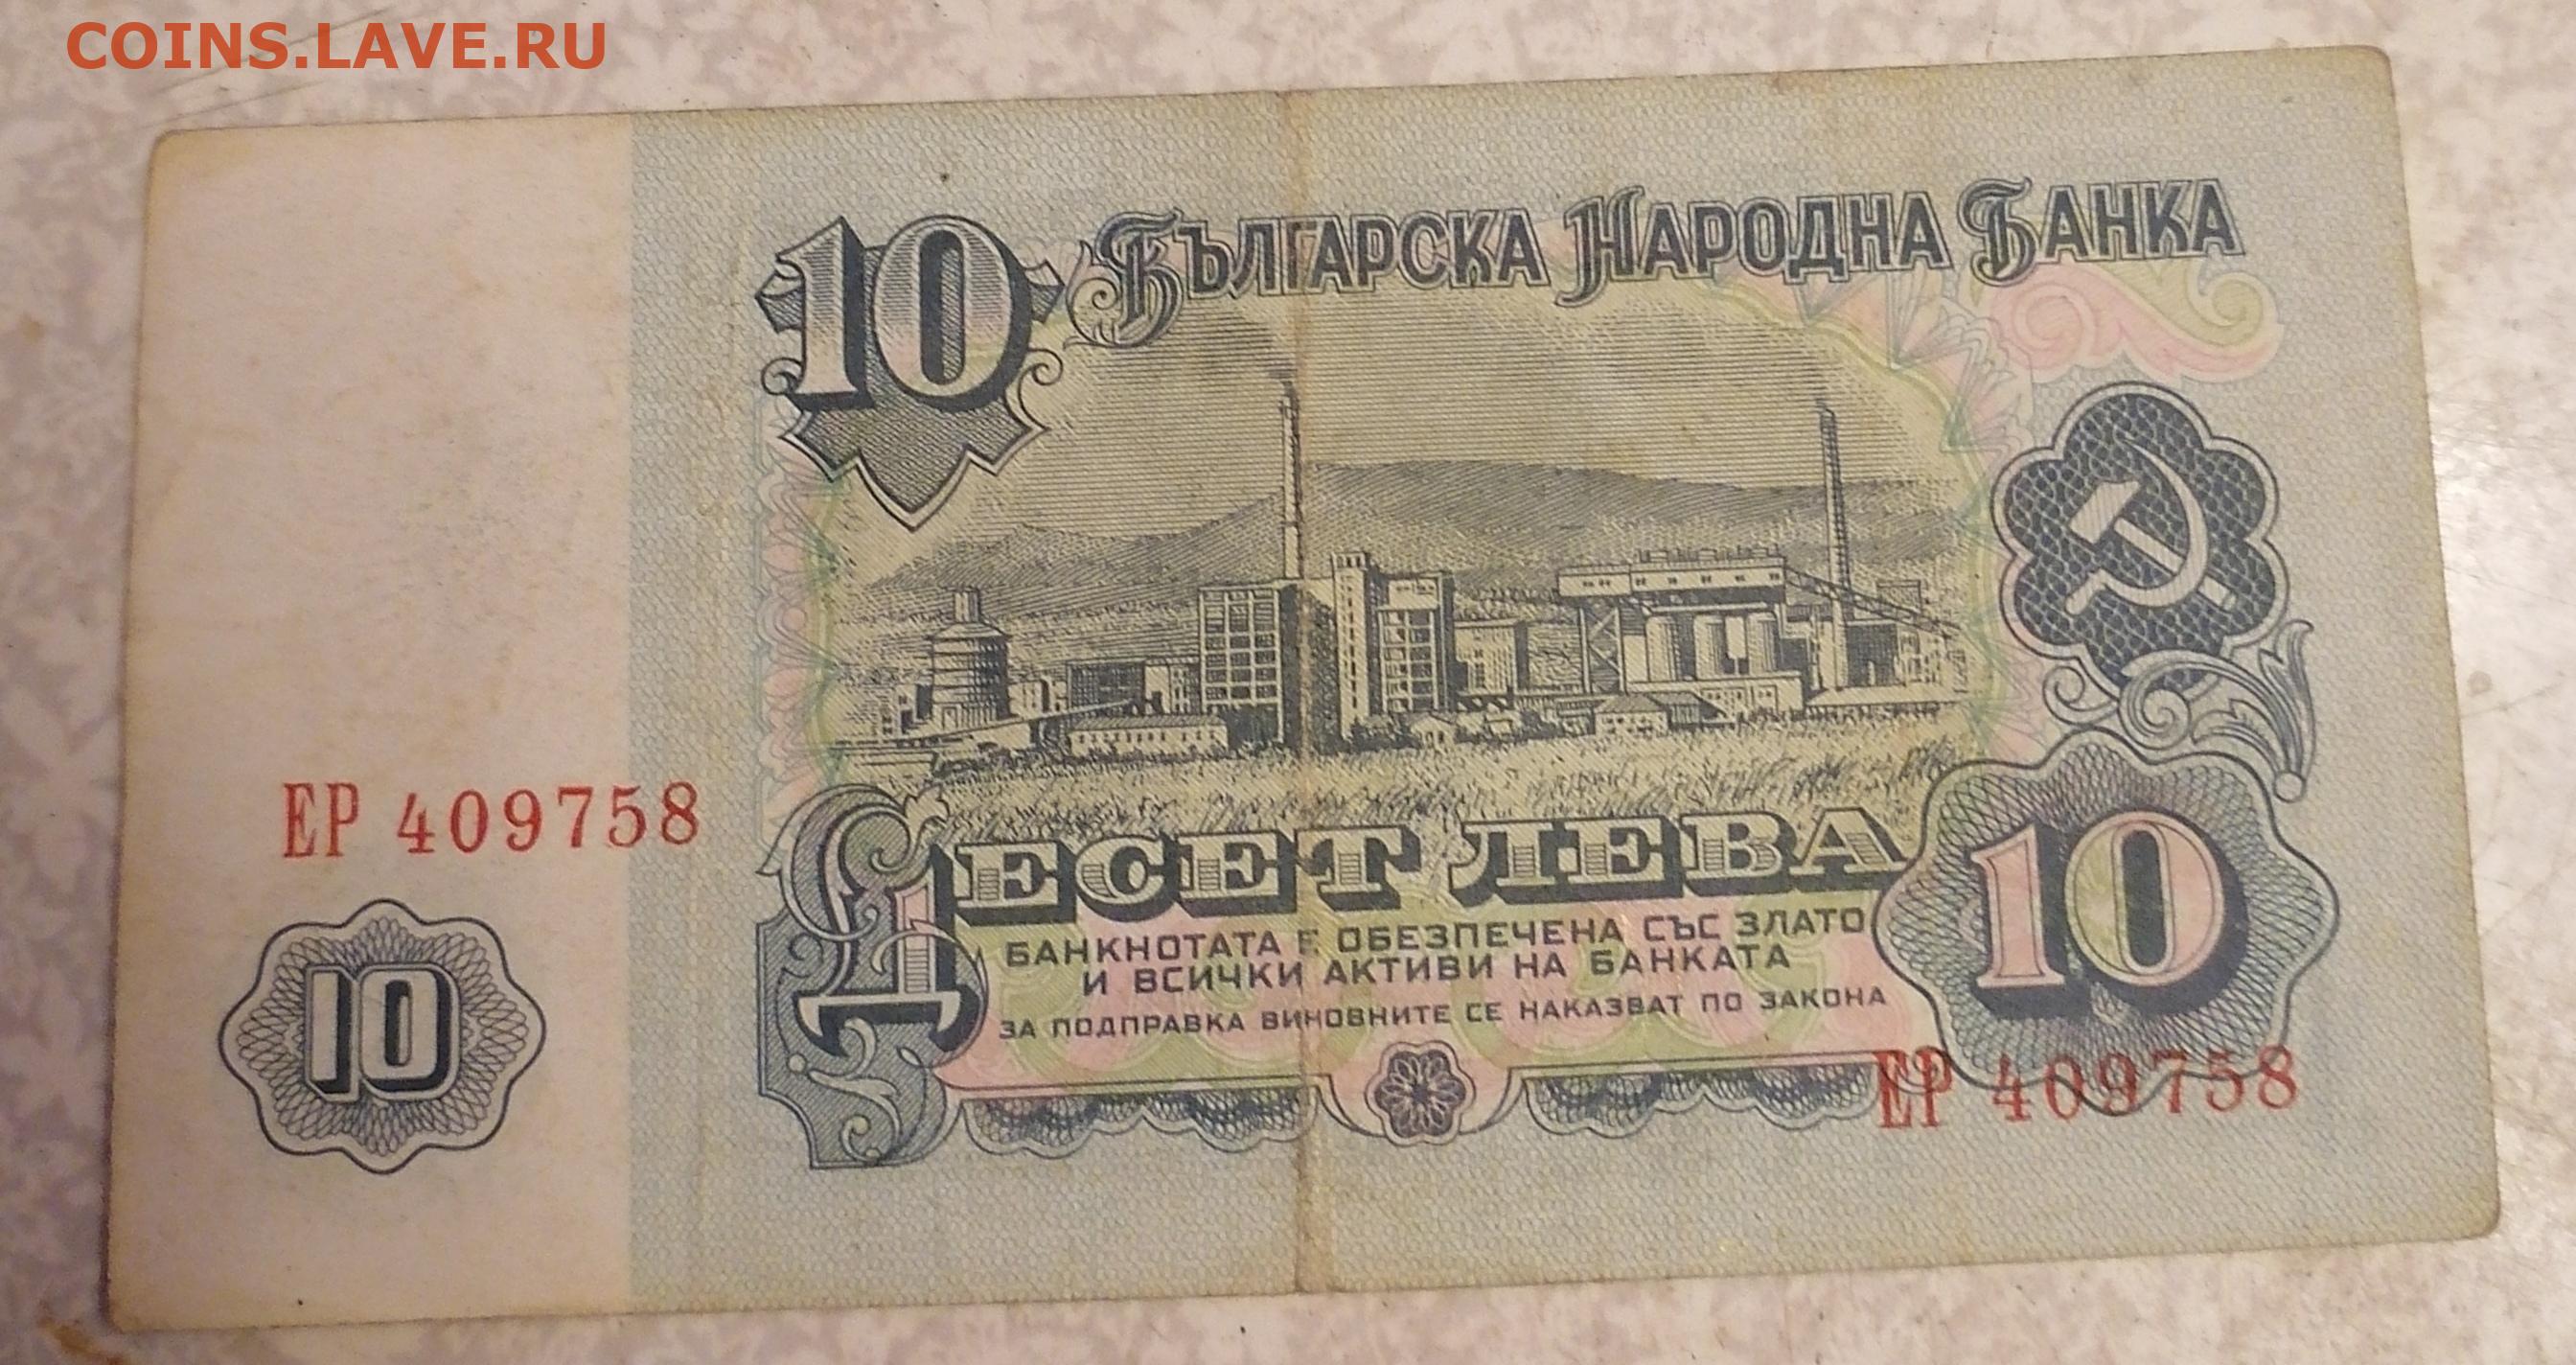 COINS.LAVE.RU
10 БЪЛГАРСКА НАРОДНА БАНКА
ЕР 409758
ДЕСЕТ ЛЕВА
БАНКНОТАТА Е ОБЕЗПЕЧЕНА СЪС ЗЛАТО
И ВСИЧКИ АКТИВИ НА БАНКАТА
ЗА ПОДПРАВКА ВИНОВНИТЕ СЕ НАКАЗВАТ ПО ЗАКОНА
10
10
ЕР 409758